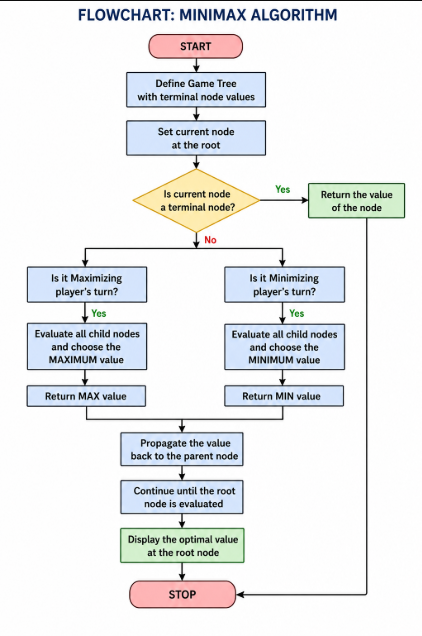 FLOWCHART: MINIMAX ALGORITHM
START
Define Game Tree
with terminal node values
Set current node
at the root
Is current node
a terminal node?
Yes
Return the value
of the node
No
Is it Maximizing
player's turn?
Is it Minimizing
player's turn?
Yes
Yes
Evaluate all child nodes
and choose the
MAXIMUM value
Evaluate all child nodes
and choose the
MINIMUM value
Return MAX value
Return MIN value
Propagate the value
back to the parent node
Continue until the root
node is evaluated
Display the optimal value
at the root node
STOP